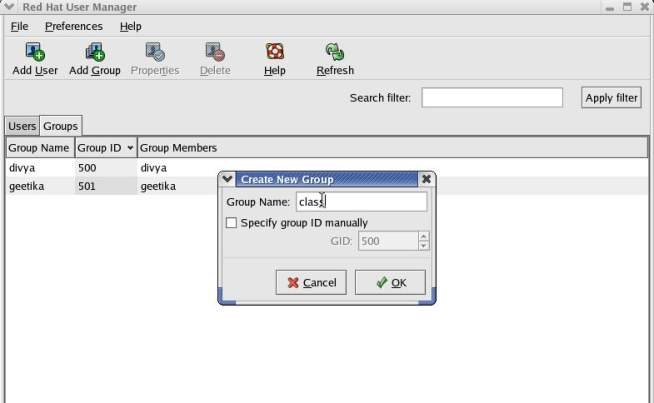 Red Hat User Manager
File Preferences Help
Add User Add Group Properties Delete Help Refresh
Search filter: Apply filter
Users Groups
Group Name Group ID Group Members
divya 500 divya
geetika 501 geetika
Create New Group
Group Name:
Specify group ID manually
GID: 500
Cancel OK